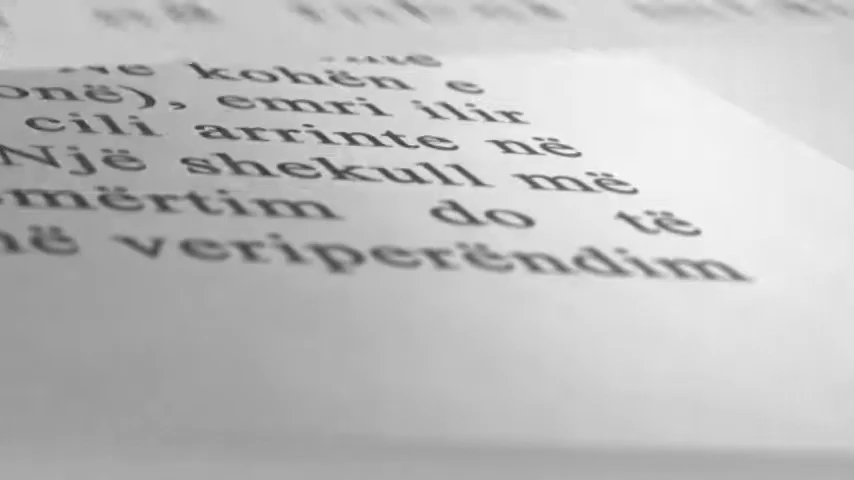 kohën e
onë), emri ilir
cili arrinte në
Një shekull më
mërtim do të
në veriperëndim